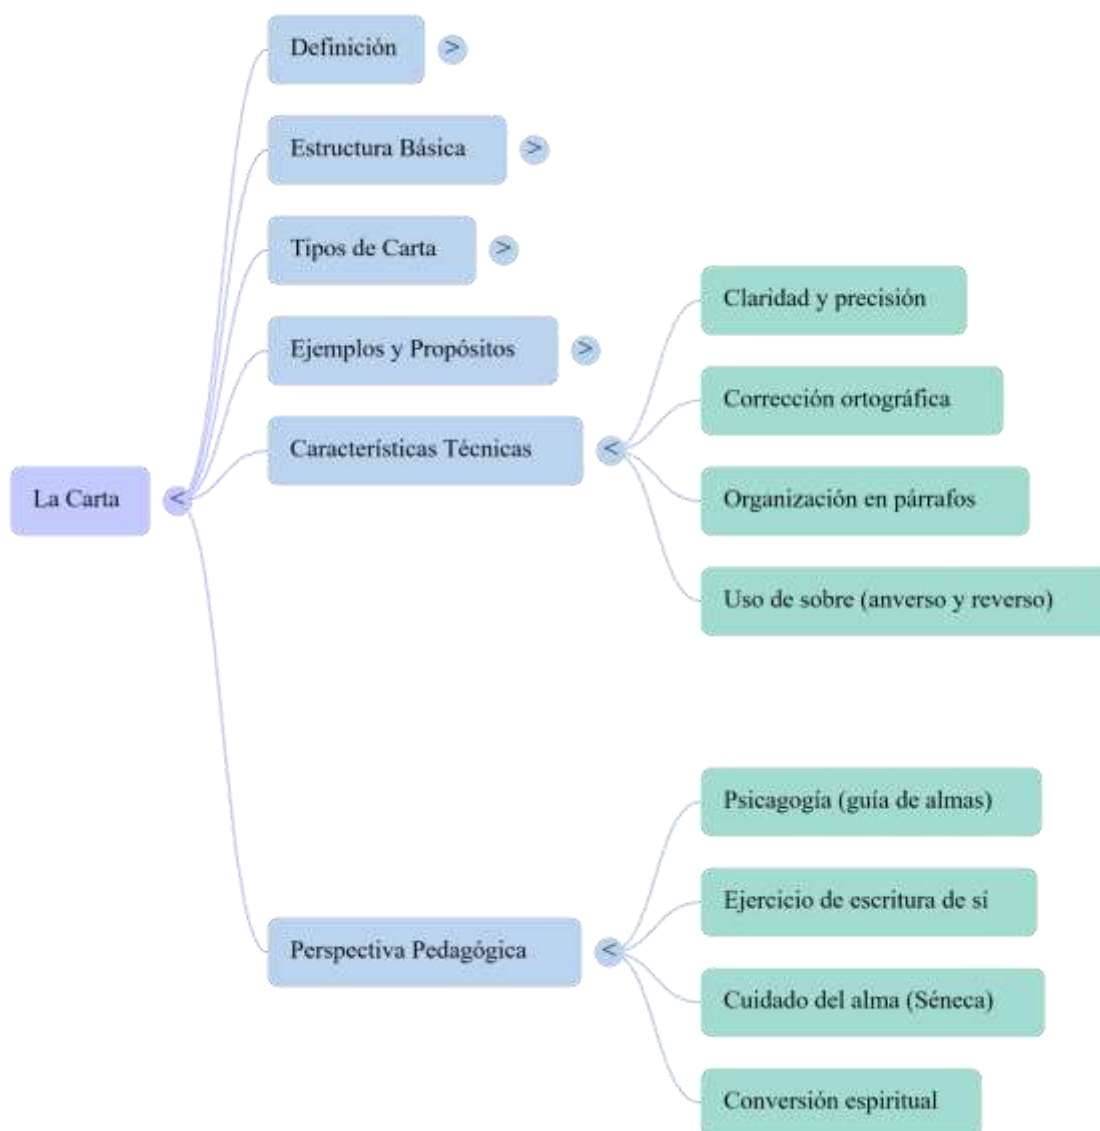 Definición
>
Estructura Básica
>
Tipos de Carta
>
Ejemplos y Propósitos
>
Características Técnicas
<
Claridad y precisión
Corrección ortográfica
Organización en párrafos
Uso de sobre (anverso y reverso)
La Carta
<
Perspectiva Pedagógica
<
Psicagogía (guía de almas)
Ejercicio de escritura de sí
Cuidado del alma (Séneca)
Conversión espiritual